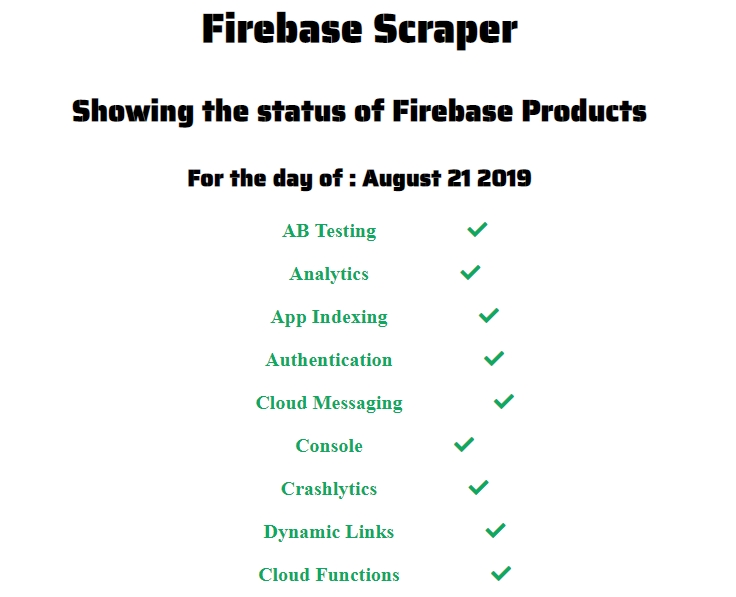 Firebase Scraper
Showing the status of Firebase Products
For the day of : August 21 2019
AB Testing
Analytics
App Indexing
Authentication
Cloud Messaging
Console
Crashlytics
Dynamic Links
Cloud Functions